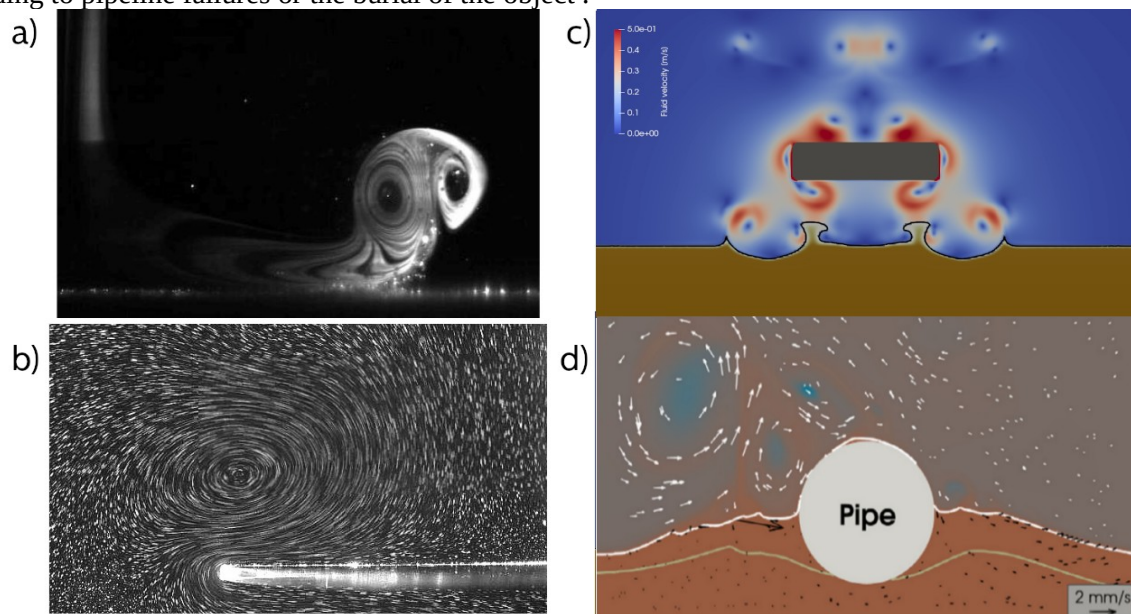 to pipeline failures or the burial of the object .
a)
c)
5.0e-01
0.4
0.3
0.2
0.1
0.0e+00
Fluid velocity (m/s)
b)
d)
Pipe
2 mm/s